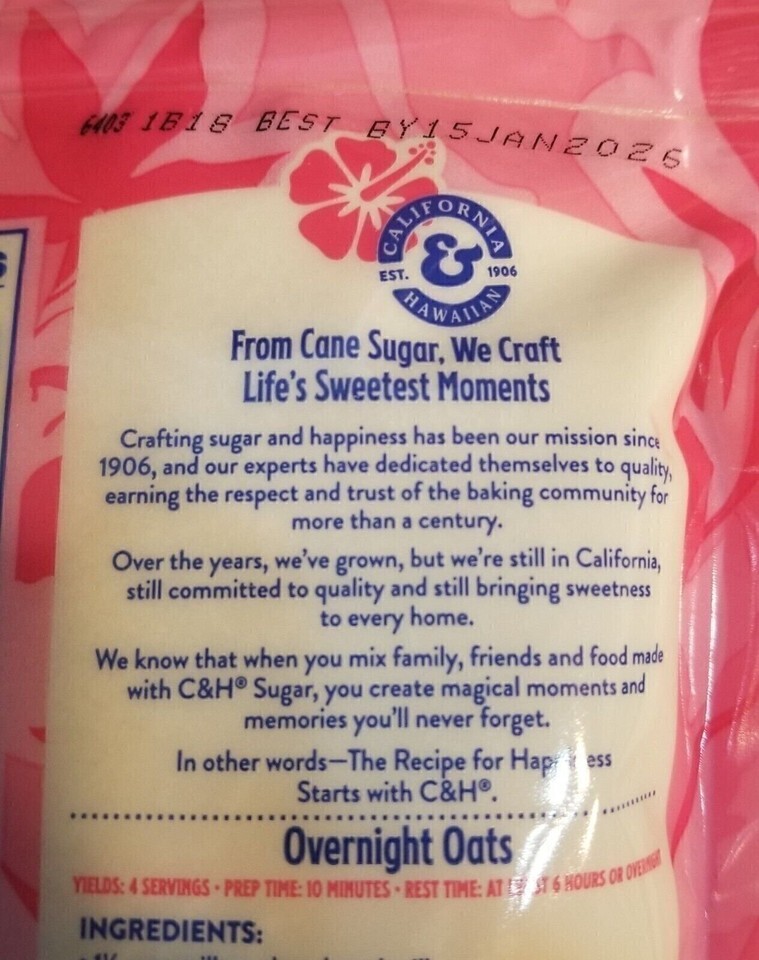 6403 1B18 BEST BY15JAN2026
CALIFORNIA
&
EST. 1906
HAWAIIAN
From Cane Sugar, We Craft
Life's Sweetest Moments
Crafting sugar and happiness has been our mission since
1906, and our experts have dedicated themselves to quality,
earning the respect and trust of the baking community for
more than a century.
Over the years, we've grown, but we're still in California,
still committed to quality and still bringing sweetness
to every home.
We know that when you mix family, friends and food made
with C&H® Sugar, you create magical moments and
memories you'll never forget.
In other words—The Recipe for Happiness
Starts with C&H®.
Overnight Oats
YIELDS: 4 SERVINGS • PREP TIME: 10 MINUTES • REST TIME: AT LEAST 6 HOURS OR OVERNIGHT
INGREDIENTS: